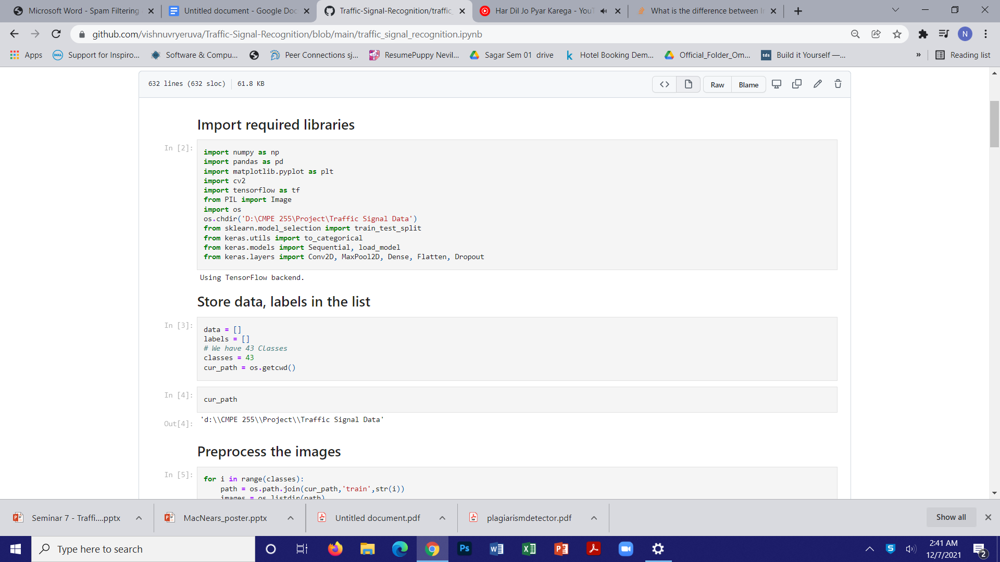 Microsoft Word - Spam Filtering
Untitled document - Google Doc
Traffic-Signal-Recognition/traffic_
Har Dil Jo Pyar Karega - YouT
What is the difference between I
github.com/vishnuvryeruva/Traffic-Signal-Recognition/blob/main/traffic_signal_recognition.ipynb
N
Apps
DELL
Support for Inspiro...
Software & Compu...
Peer Connections sj...
ResumePuppy Nevil...
Sagar Sem 01 drive
k
Hotel Booking Dem...
Official_Folder_Om...
tds
Build it Yourself —...
»
Reading list
632 lines (632 sloc)
61.8 KB
<>
Raw
Blame
Import required libraries
In [2]:
import numpy as np
import pandas as pd
import matplotlib.pyplot as plt
import cv2
import tensorflow as tf
from PIL import Image
import os
os.chdir('D:\CMPE 255\Project\Traffic Signal Data')
from sklearn.model_selection import train_test_split
from keras.utils import to_categorical
from keras.models import Sequential, load_model
from keras.layers import Conv2D, MaxPool2D, Dense, Flatten, Dropout
Using TensorFlow backend.
Store data, labels in the list
In [3]:
data = []
labels = []
# We have 43 Classes
classes = 43
cur_path = os.getcwd()
In [4]:
cur_path
Out[4]:
'd:\\CMPE 255\\Project\\Traffic Signal Data'
Preprocess the images
In [5]:
for i in range(classes):
path = os.path.join(cur_path,'train',str(i))
images = os.listdir(path)
Seminar 7 - Traffi....pptx
MacNears_poster.pptx
Untitled document.pdf
plagiarismdetector.pdf
Show all
Type here to search
Ps
2:41 AM
12/7/2021
2